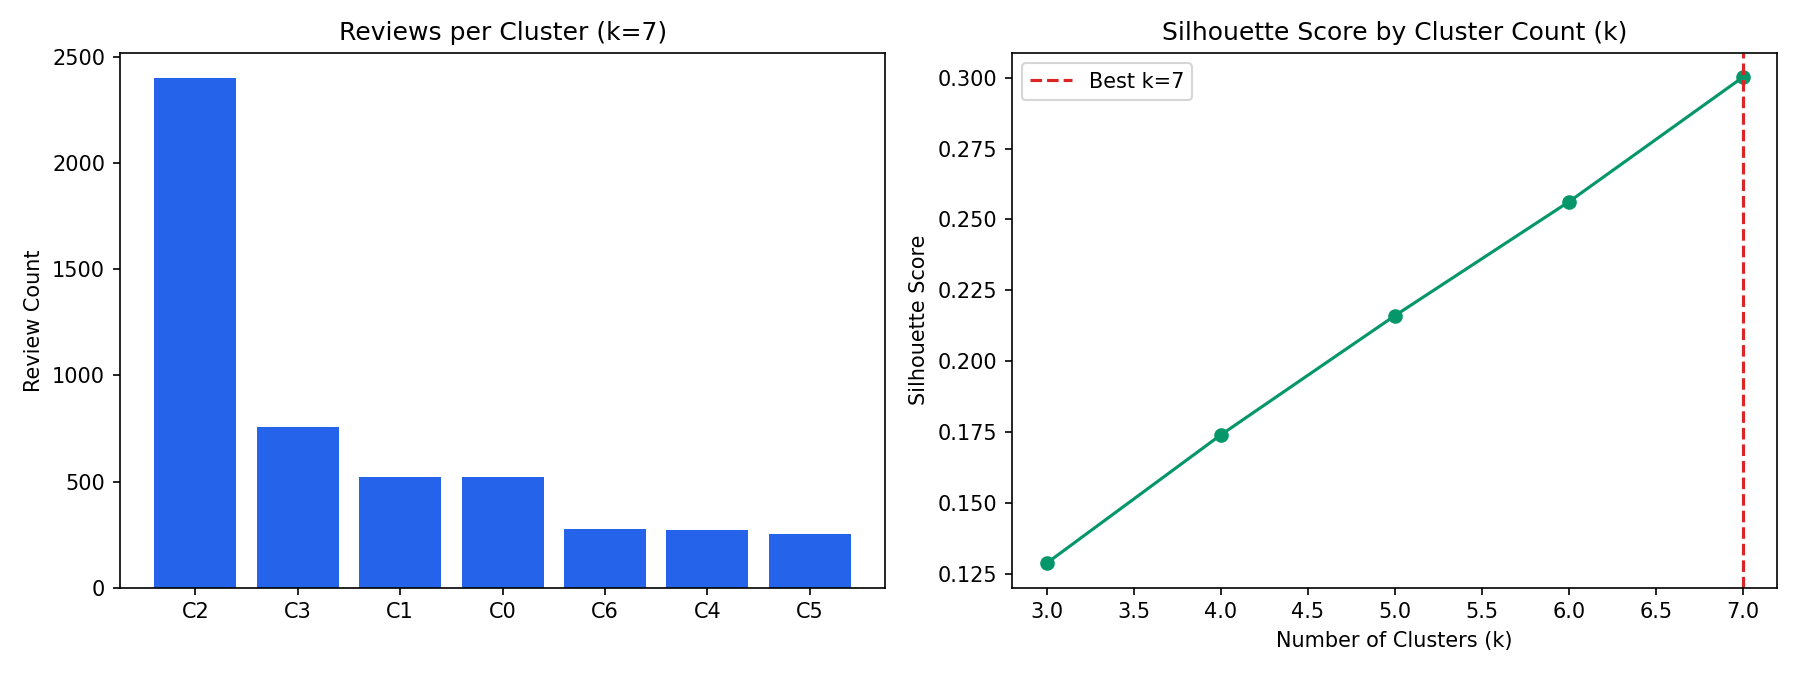 Reviews per Cluster (k=7)
Review Count
2500
2000
1500
1000
500
0
C2
C3
C1
C0
C6
C4
C5
Silhouette Score by Cluster Count (k)
Best k=7
Silhouette Score
0.300
0.275
0.250
0.225
0.200
0.175
0.150
0.125
3.0
3.5
4.0
4.5
5.0
5.5
6.0
6.5
7.0
Number of Clusters (k)